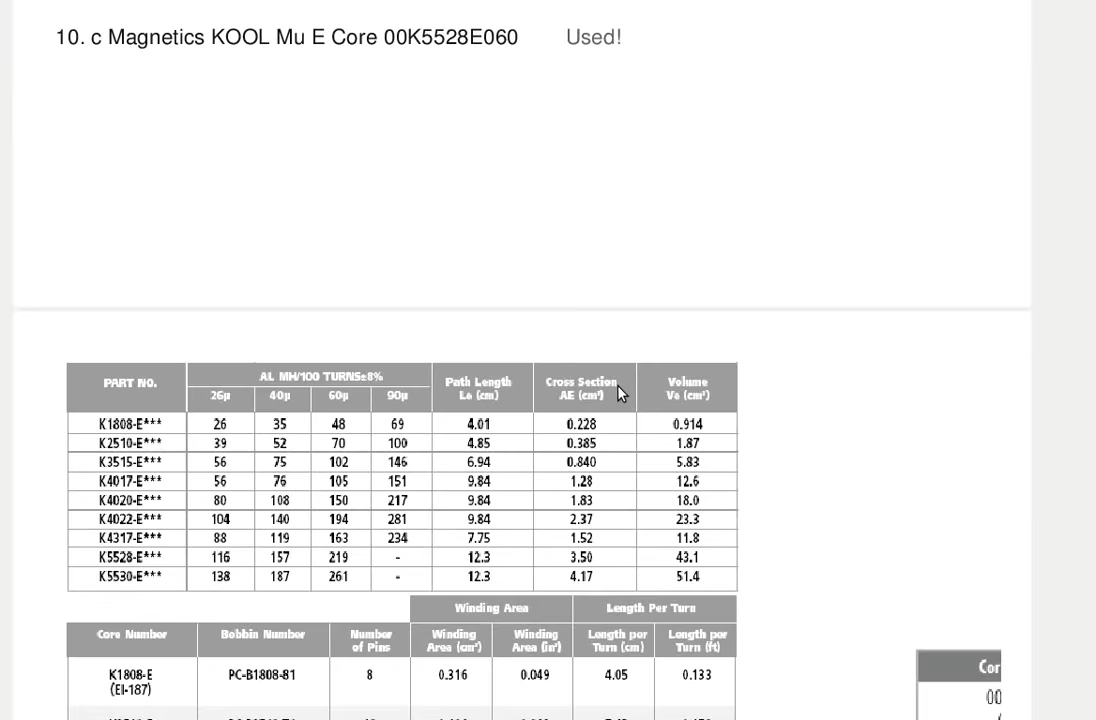 10. c Magnetics KOOL Mu E Core 00K5528E060 Used!
PART NO. AL MH/100 TURNS±8% Path Length Le (cm) Cross Section AE (cm²) Volume Ve (cm³)
26µ 40µ 60µ 90µ
K1808-E*** 26 35 48 69 4.01 0.228 0.914
K2510-E*** 39 52 70 100 4.85 0.385 1.87
K3515-E*** 56 75 102 146 6.94 0.840 5.83
K4017-E*** 56 76 105 151 9.84 1.28 12.6
K4020-E*** 80 108 150 217 9.84 1.83 18.0
K4022-E*** 104 140 194 281 9.84 2.37 23.3
K4317-E*** 88 119 163 234 7.75 1.52 11.8
K5528-E*** 116 157 219 - 12.3 3.50 43.1
K5530-E*** 138 187 261 - 12.3 4.17 51.4
Winding Area Length Per Turn
Core Number Bobbin Number Number of Pins Winding Area (cm²) Winding Area (in²) Length per Turn (cm) Length per Turn (ft)
K1808-E PC-B1808-81 8 0.316 0.049 4.05 0.133
(EI-187)
Cor
00